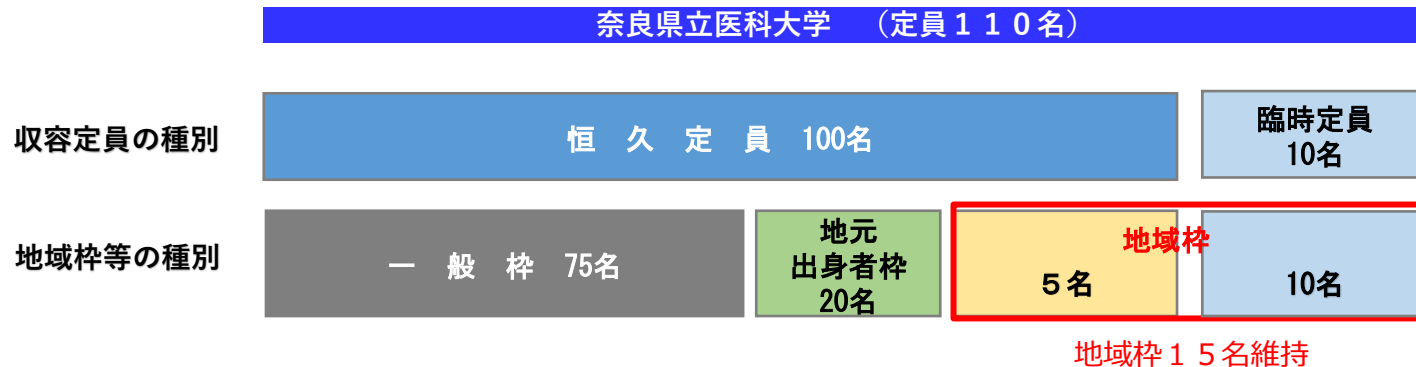 奈良県立医科大学　（定員１１０名）
収容定員の種別
恒　久　定　員　100名
臨時定員
10名
地域枠等の種別
一　般　枠　75名
地元
出身者枠
20名
地域枠
５名
10名
地域枠１５名維持